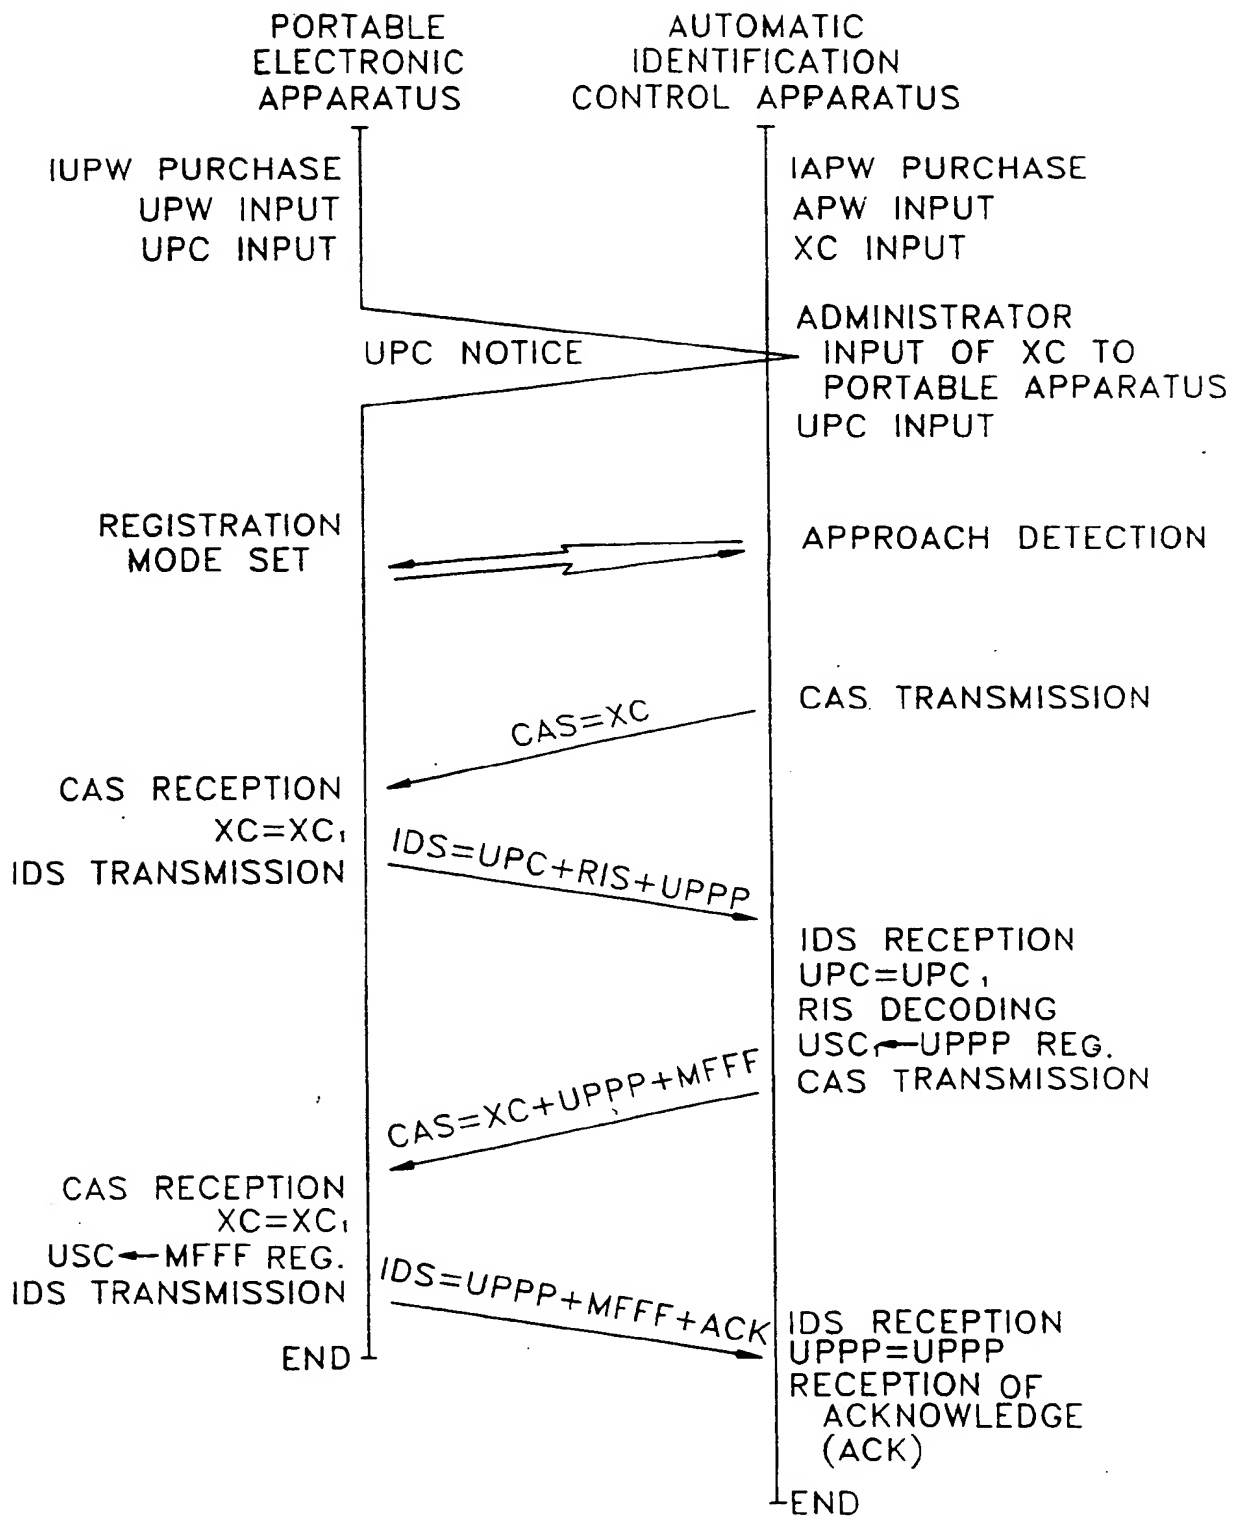 PORTABLE
ELECTRONIC
APPARATUS
AUTOMATIC
IDENTIFICATION
CONTROL APPARATUS
IUPW PURCHASE
UPW INPUT
UPC INPUT
IAPW PURCHASE
APW INPUT
XC INPUT
UPC NOTICE
ADMINISTRATOR
INPUT OF XC TO
PORTABLE APPARATUS
UPC INPUT
REGISTRATION
MODE SET
APPROACH DETECTION
CAS TRANSMISSION
CAS=XC
CAS RECEPTION
XC=XC₁
IDS TRANSMISSION
IDS=UPC+RIS+UPPP
IDS RECEPTION
UPC=UPC₁
RIS DECODING
USC₁←UPPP REG.
CAS TRANSMISSION
CAS=XC+UPPP+MFFF
CAS RECEPTION
XC=XC₁
USC←MFFF REG.
IDS TRANSMISSION
IDS=UPPP+MFFF+ACK
END
IDS RECEPTION
UPPP=UPPP
RECEPTION OF
ACKNOWLEDGE
(ACK)
END